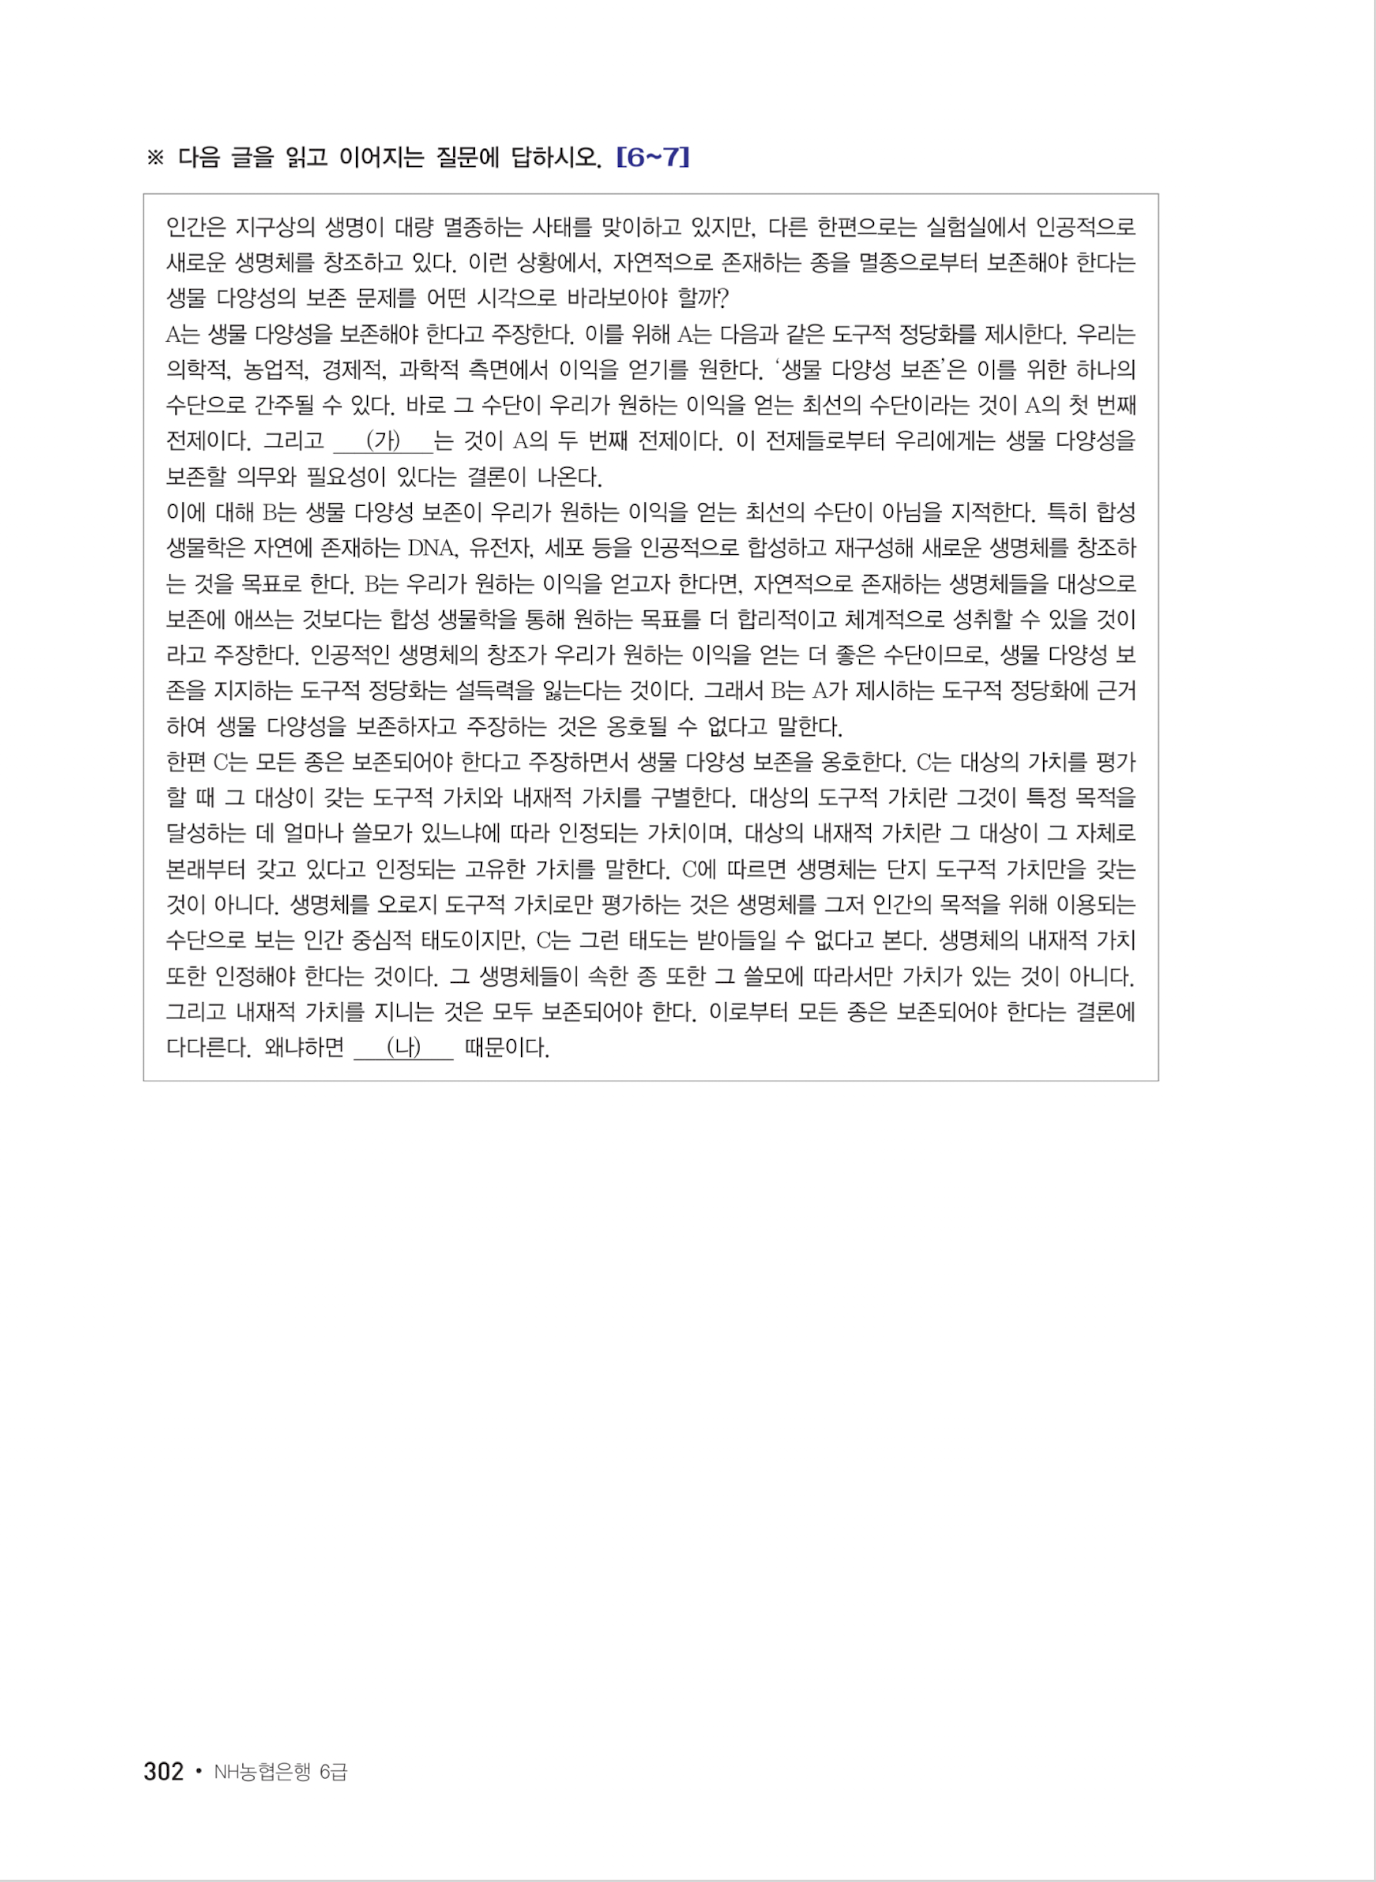 ※ 다음 글을 읽고 이어지는 질문에 답하시오. [6~7]
인간은 지구상의 생명이 대량 멸종하는 사태를 맞이하고 있지만, 다른 한편으로는 실험실에서 인공적으로
새로운 생명체를 창조하고 있다. 이런 상황에서, 자연적으로 존재하는 종을 멸종으로부터 보존해야 한다는
생물 다양성의 보존 문제를 어떤 시각으로 바라보아야 할까?
A는 생물 다양성을 보존해야 한다고 주장한다. 이를 위해 A는 다음과 같은 도구적 정당화를 제시한다. 우리는
의학적, 농업적, 경제적, 과학적 측면에서 이익을 얻기를 원한다. ‘생물 다양성 보존’은 이를 위한 하나의
수단으로 간주될 수 있다. 바로 그 수단이 우리가 원하는 이익을 얻는 최선의 수단이라는 것이 A의 첫 번째
전제이다. 그리고 (가) 는 것이 A의 두 번째 전제이다. 이 전제들로부터 우리에게는 생물 다양성을
보존할 의무와 필요성이 있다는 결론이 나온다.
이에 대해 B는 생물 다양성 보존이 우리가 원하는 이익을 얻는 최선의 수단이 아님을 지적한다. 특히 합성
생물학은 자연에 존재하는 DNA, 유전자, 세포 등을 인공적으로 합성하고 재구성해 새로운 생명체를 창조하
는 것을 목표로 한다. B는 우리가 원하는 이익을 얻고자 한다면, 자연적으로 존재하는 생명체들을 대상으로
보존에 애쓰는 것보다는 합성 생물학을 통해 원하는 목표를 더 합리적이고 체계적으로 성취할 수 있을 것이
라고 주장한다. 인공적인 생명체의 창조가 우리가 원하는 이익을 얻는 더 좋은 수단이므로, 생물 다양성 보
존을 지지하는 도구적 정당화는 설득력을 잃는다는 것이다. 그래서 B는 A가 제시하는 도구적 정당화에 근거
하여 생물 다양성을 보존하자고 주장하는 것은 옹호될 수 없다고 말한다.
한편 C는 모든 종은 보존되어야 한다고 주장하면서 생물 다양성 보존을 옹호한다. C는 대상의 가치를 평가
할 때 그 대상이 갖는 도구적 가치와 내재적 가치를 구별한다. 대상의 도구적 가치란 그것이 특정 목적을
달성하는 데 얼마나 쓸모가 있느냐에 따라 인정되는 가치이며, 대상의 내재적 가치란 그 대상이 그 자체로
본래부터 갖고 있다고 인정되는 고유한 가치를 말한다. C에 따르면 생명체는 단지 도구적 가치만을 갖는
것이 아니다. 생명체를 오로지 도구적 가치로만 평가하는 것은 생명체를 그저 인간의 목적을 위해 이용되는
수단으로 보는 인간 중심적 태도이지만, C는 그런 태도는 받아들일 수 없다고 본다. 생명체의 내재적 가치
또한 인정해야 한다는 것이다. 그 생명체들이 속한 종 또한 그 쓸모에 따라서만 가치가 있는 것이 아니다.
그리고 내재적 가치를 지니는 것은 모두 보존되어야 한다. 이로부터 모든 종은 보존되어야 한다는 결론에
다다른다. 왜냐하면 (나) 때문이다.
302 • NH농협은행 6급